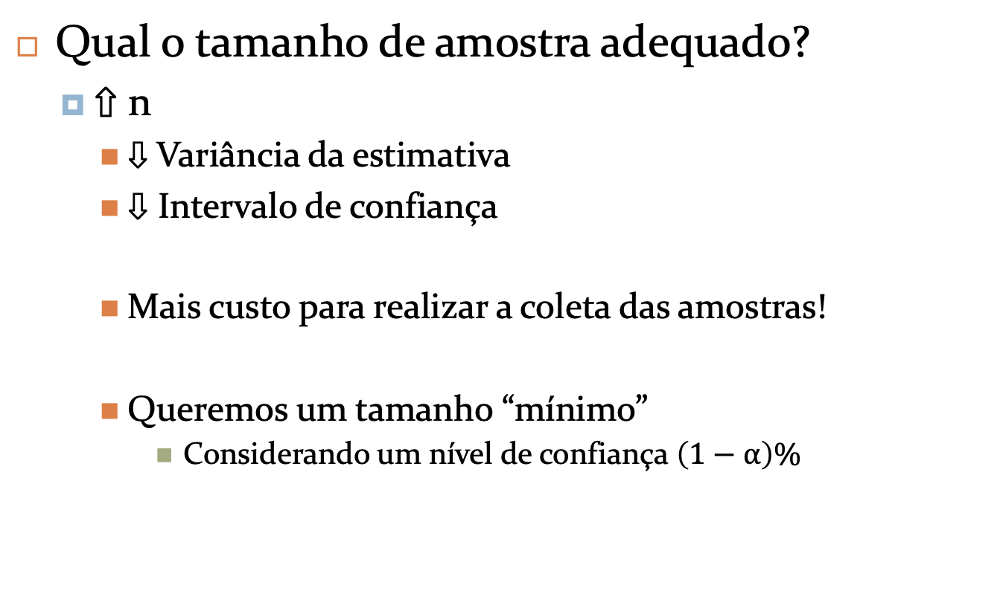 Qual o tamanho de amostra adequado?
⇧ n
⇩ Variância da estimativa
⇩ Intervalo de confiança
Mais custo para realizar a coleta das amostras!
Queremos um tamanho “mínimo”
Considerando um nível de confiança (1 − α)%